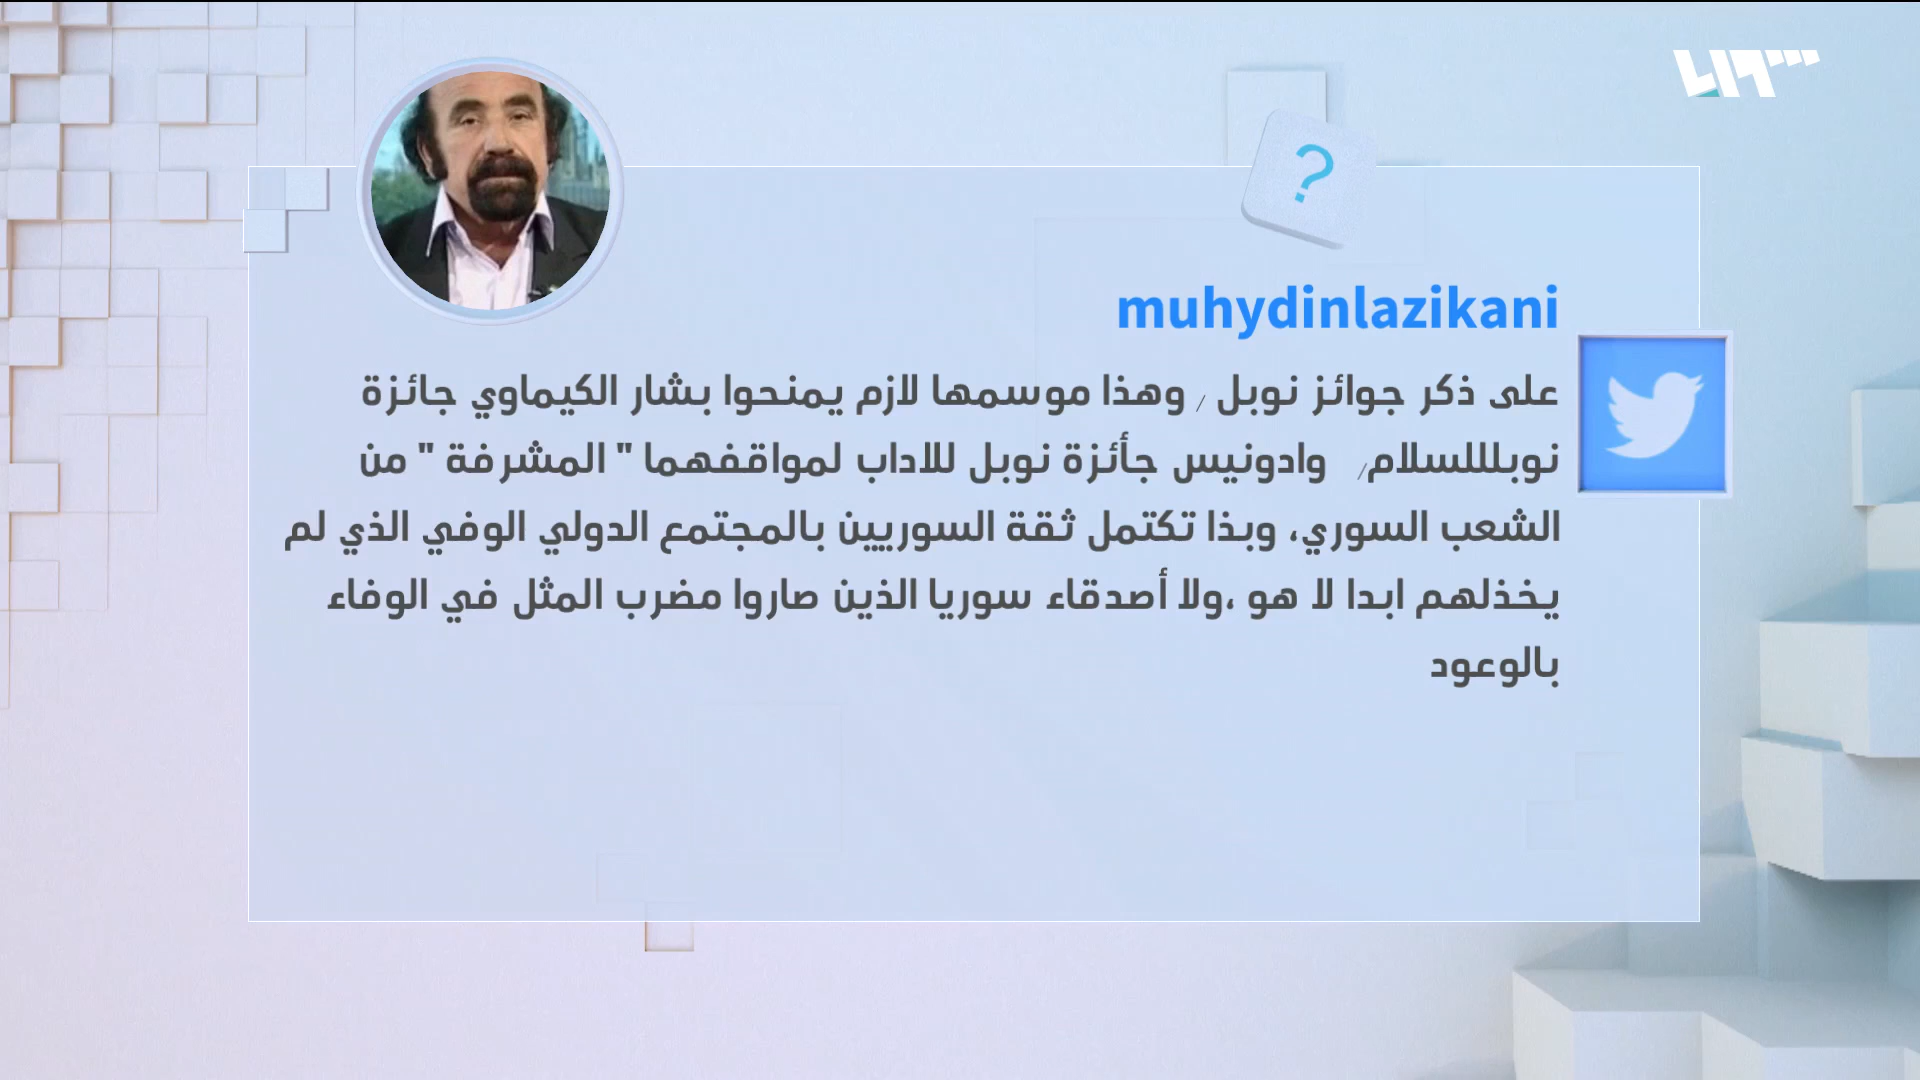 ?
muhydinlazikani
على ذكر جوائز نوبل / وهذا موسمها لازم يمنحوا بشار الكيماوي جائزة
نوبلللسلام/ وادونيس جأئزة نوبل للاداب لمواقفهما " المشرفة " من
الشعب السوري، وبذا تكتمل ثقة السوريين بالمجتمع الدولي الوفي الذي لم
يخذلهم ابدا لا هو ،ولا أصدقاء سوريا الذين صاروا مضرب المثل في الوفاء
بالوعود